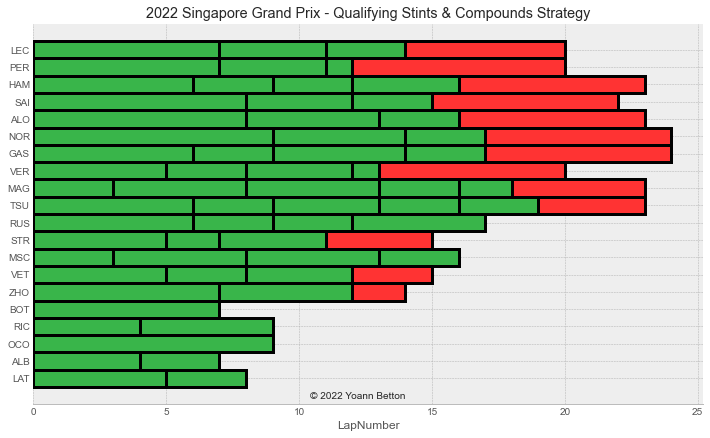 2022 Singapore Grand Prix - Qualifying Stints & Compounds Strategy
LEC
PER
HAM
SAI
ALO
NOR
GAS
VER
MAG
TSU
RUS
STR
MSC
VET
ZHO
BOT
RIC
OCO
ALB
LAT
© 2022 Yoann Betton
0 5 10 15 20 25
LapNumber